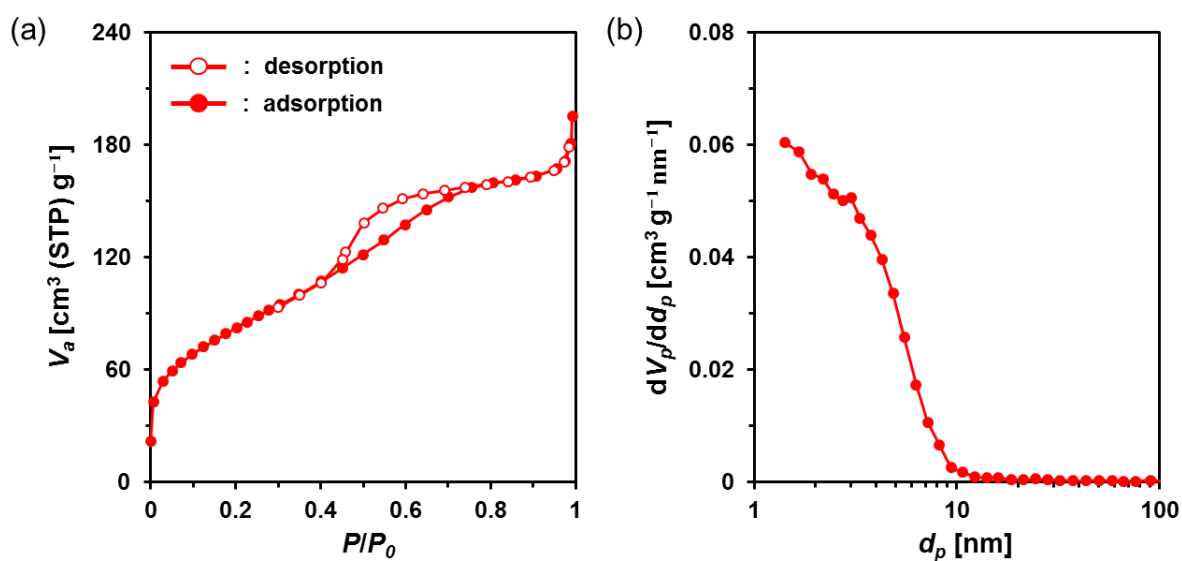 (a)
240
180
120
60
0
Vₐ [cm³ (STP) g⁻¹]
: desorption
: adsorption
0 0.2 0.4 0.6 0.8 1
P/P₀
(b)
0.08
0.06
0.04
0.02
0
dVₚ/ddₚ [cm³ g⁻¹ nm⁻¹]
1 10 100
dₚ [nm]